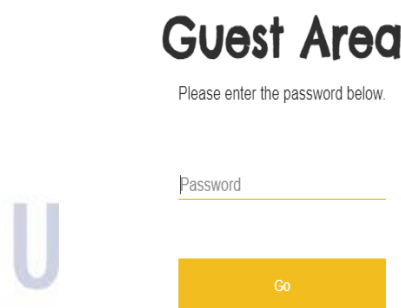 Guest Area
Please enter the password below.
Password
U
Go